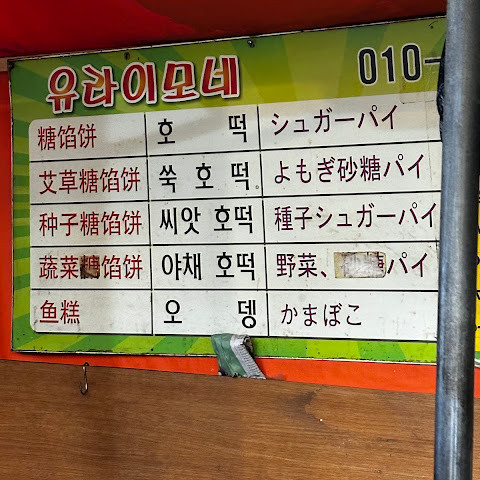 유라이모네 010-
糖馅饼 호 떡 シュガーパイ
艾草糖馅饼 쑥 호 떡 よもぎ砂糖パイ
种子糖馅饼 씨앗 호떡 種子シュガーパイ
蔬菜 馅饼 야채 호떡 野菜、 パイ
鱼糕 오 뎅 かまぼこ